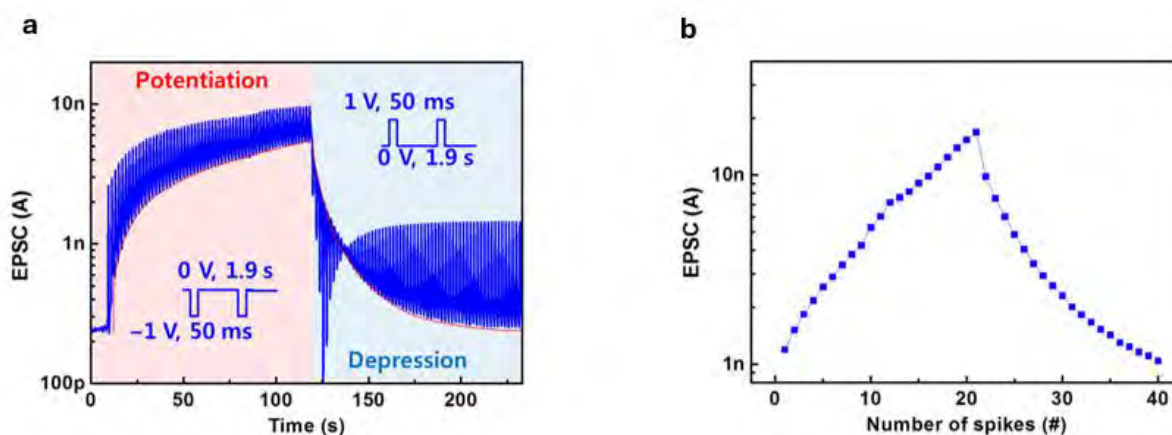 a
EPSC (A)
10n
1n
100p
Potentiation
1 V, 50 ms
0 V, 1.9 s
0 V, 1.9 s
−1 V, 50 ms
Depression
0 50 100 150 200
Time (s)
b
EPSC (A)
10n
1n
0 10 20 30 40
Number of spikes (#)